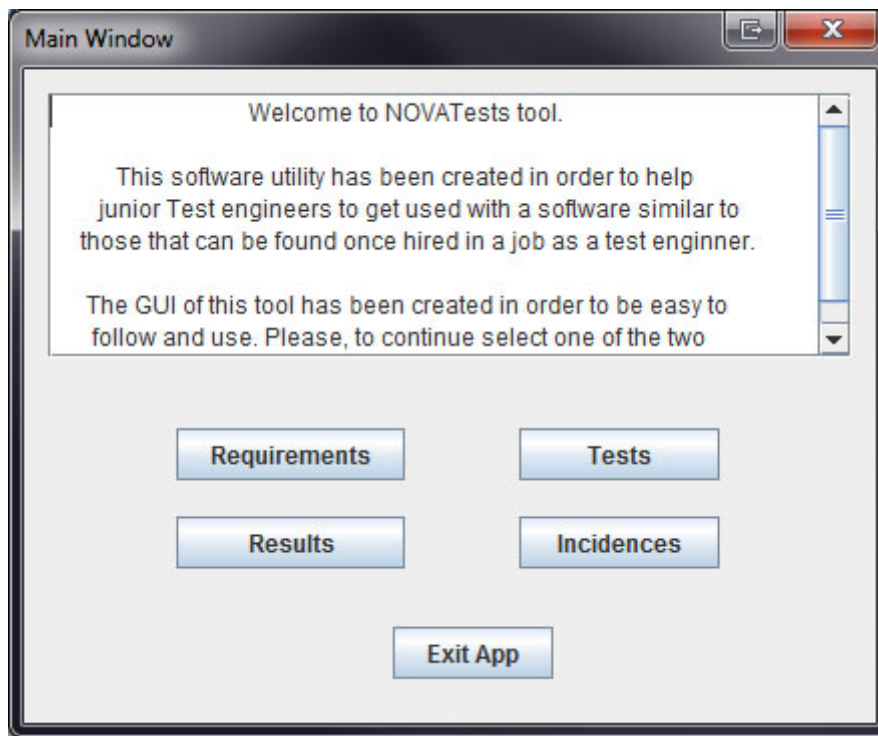 Main Window
Welcome to NOVATests tool.
This software utility has been created in order to help
junior Test engineers to get used with a software similar to
those that can be found once hired in a job as a test enginner.
The GUI of this tool has been created in order to be easy to
follow and use. Please, to continue select one of the two
Requirements
Tests
Results
Incidences
Exit App